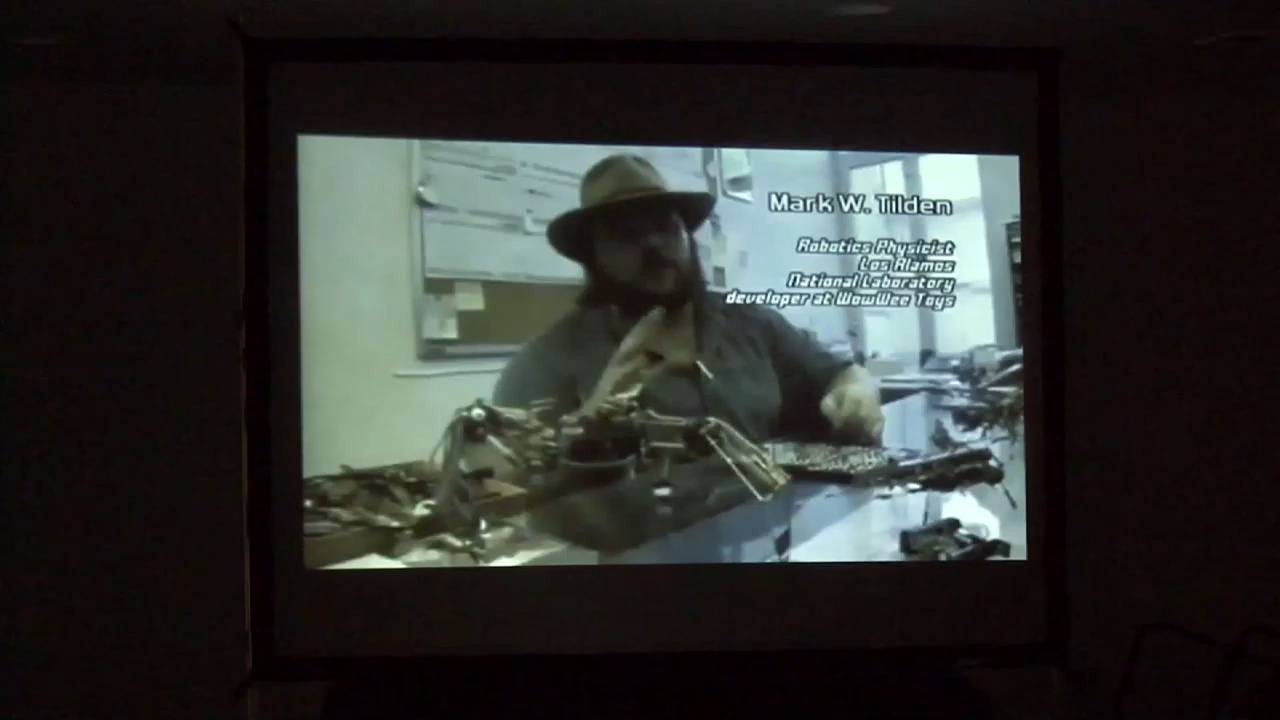 Mark W. Tilden
Robotics Physicist
Los Alamos
National Laboratory
developer at WowWee Toys